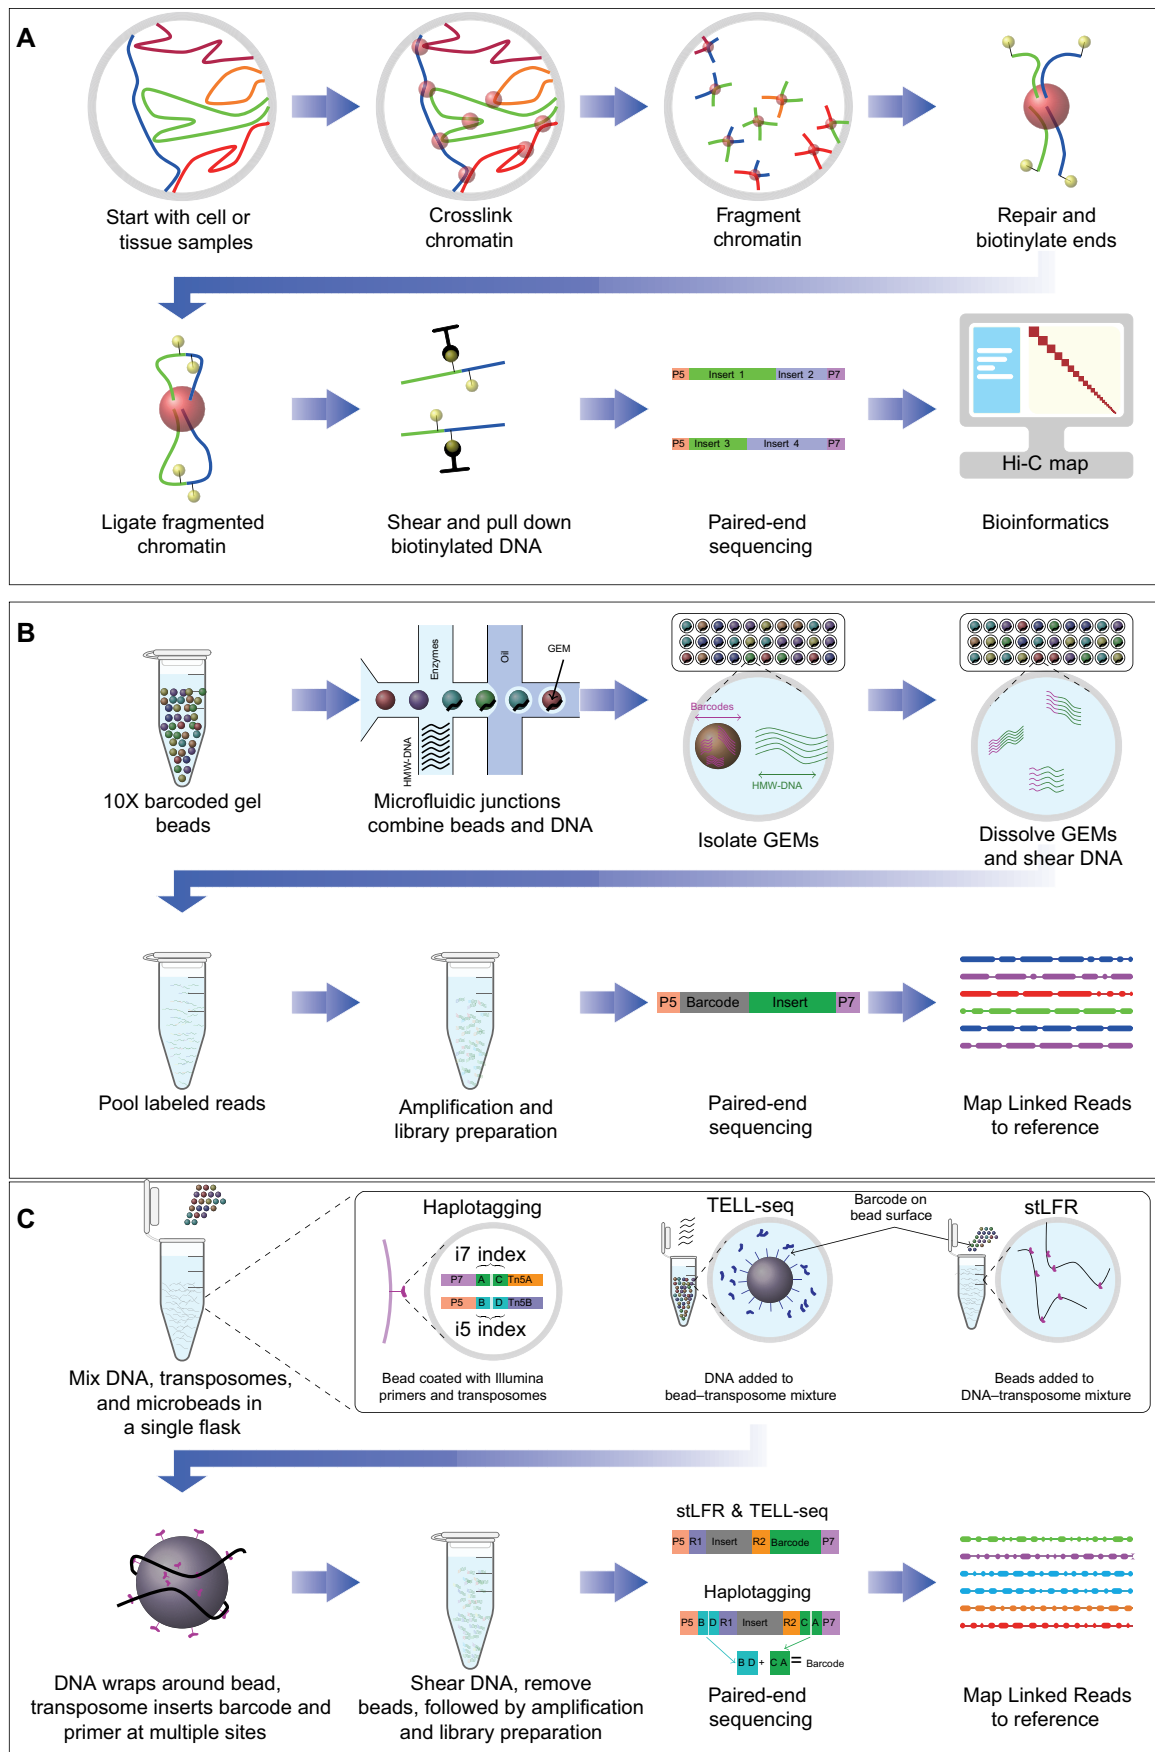 A
Start with cell or
tissue samples
Crosslink
chromatin
Fragment
chromatin
Repair and
biotinylate ends
Ligate fragmented
chromatin
Shear and pull down
biotinylated DNA
P5 Insert 1 Insert 2 P7
P5 Insert 3 Insert 4 P7
Paired-end
sequencing
Hi-C map
Bioinformatics
B
10X barcoded gel
beads
Enzymes
Oil
GEM
HMW-DNA
Microfluidic junctions
combine beads and DNA
Barcodes
HMW-DNA
Isolate GEMs
Dissolve GEMs
and shear DNA
Pool labeled reads
Amplification and
library preparation
P5 Barcode Insert P7
Paired-end
sequencing
Map Linked Reads
to reference
C
Mix DNA, transposomes,
and microbeads in
a single flask
Haplotagging
i7 index
P7 A C Tn5A
P5 B D Tn5B
i5 index
Bead coated with Illumina
primers and transposomes
TELL-seq
Barcode on
bead surface
DNA added to
bead–transposome mixture
stLFR
Beads added to
DNA–transposome mixture
DNA wraps around bead,
transposome inserts barcode and
primer at multiple sites
Shear DNA, remove
beads, followed by amplification
and library preparation
stLFR & TELL-seq
P5 R1 Insert R2 Barcode P7
Haplotagging
P5 B D R1 Insert R2 C A P7
B D + C A = Barcode
Paired-end
sequencing
Map Linked Reads
to reference